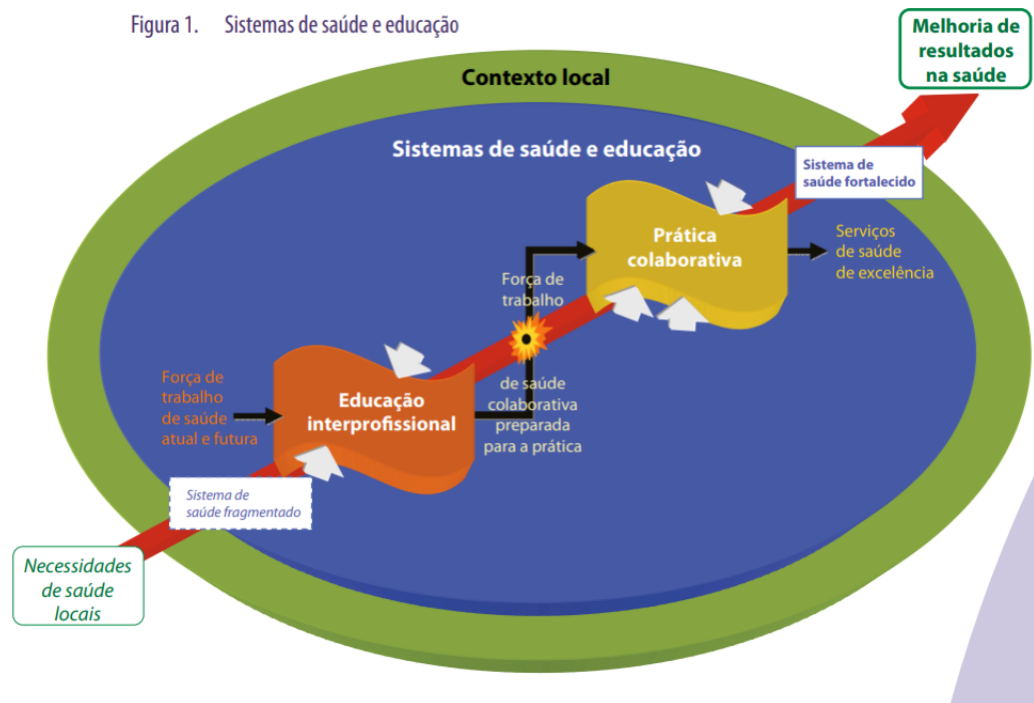 Figura 1. Sistemas de saúde e educação
Melhoria de
resultados
na saúde
Contexto local
Sistemas de saúde e educação
Sistema de
saúde fortalecido
Prática
colaborativa
Serviços
de saúde
de excelência
Força de
trabalho
de saúde
colaborativa
preparada
para a prática
Força de
trabalho
de saúde
atual e futura
Educação
interprofissional
Sistema de
saúde fragmentado
Necessidades
de saúde
locais